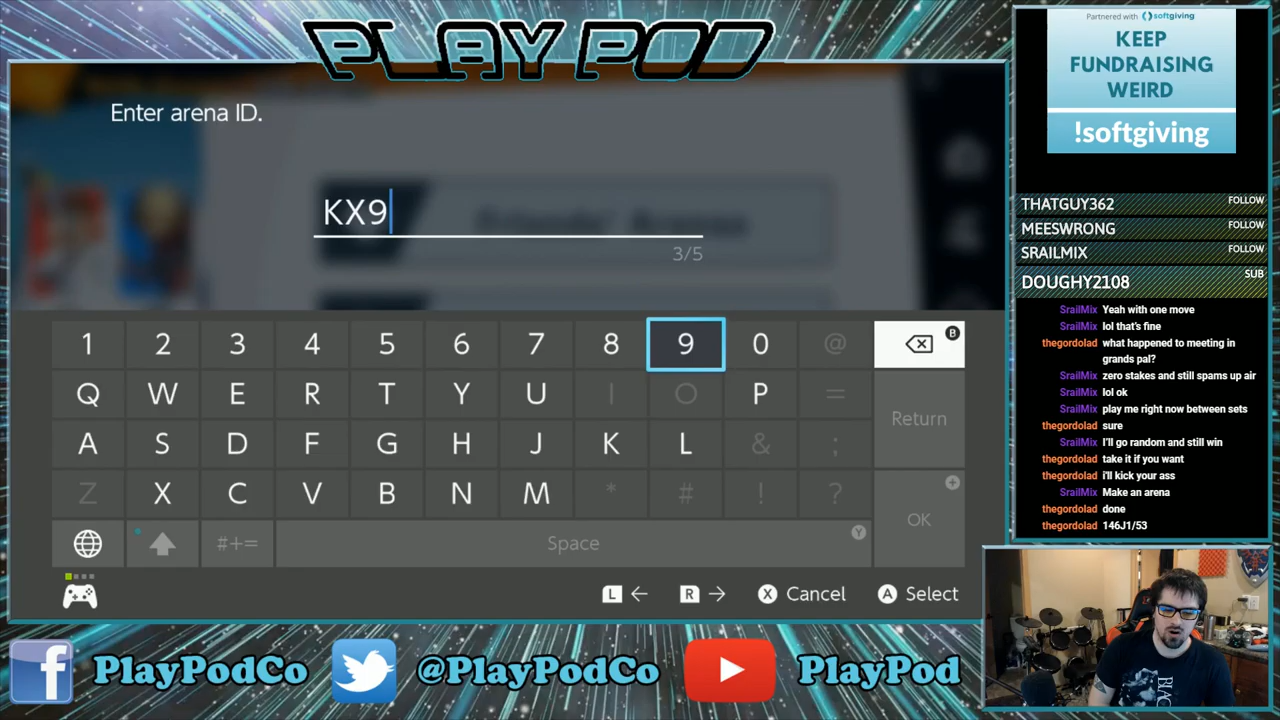 PLAY POD
Enter arena ID.
KX9
3/5
1 2 3 4 5 6 7 8 9 0 @
Q W E R T Y U I O P =
A S D F G H J K L & ;
Z X C V B N M * # ! ?
#+= Space
B
Return
+
OK
Y
L ← R → X Cancel A Select
PlayPodCo
@PlayPodCo
PlayPod
Partnered with softgiving
KEEP
FUNDRAISING
WEIRD
!softgiving
THATGUY362 FOLLOW
MEESWRONG FOLLOW
SRAILMIX FOLLOW
DOUGHY2108 SUB
SrailMix Yeah with one move
SrailMix lol that's fine
thegordolad what happened to meeting in
grands pal?
SrailMix zero stakes and still spams up air
SrailMix lol ok
SrailMix play me right now between sets
thegordolad sure
SrailMix I'll go random and still win
thegordolad take it if you want
thegordolad i'll kick your ass
SrailMix Make an arena
thegordolad done
thegordolad 146J1/53